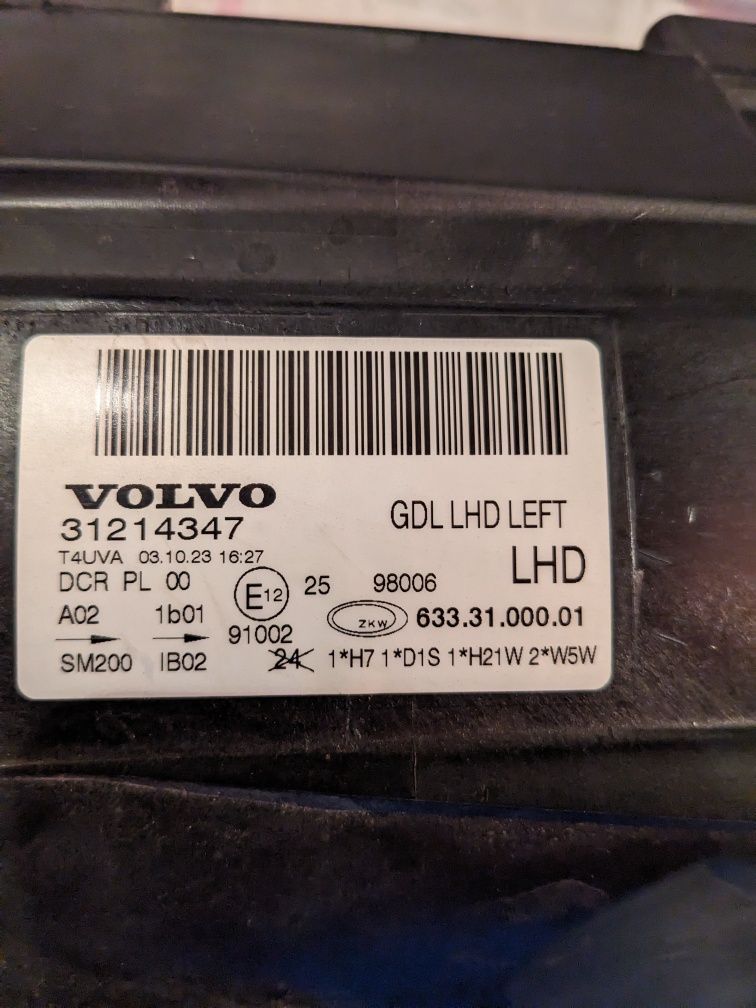 VOLVO
31214347
GDL LHD LEFT
T4UVA 03.10.23 16:27
LHD
DCR PL 00
E12 25 98006
A02 1b01
ZKW 633.31.000.01
91002
SM200 IB02
24 1*H7 1*D1S 1*H21W 2*W5W